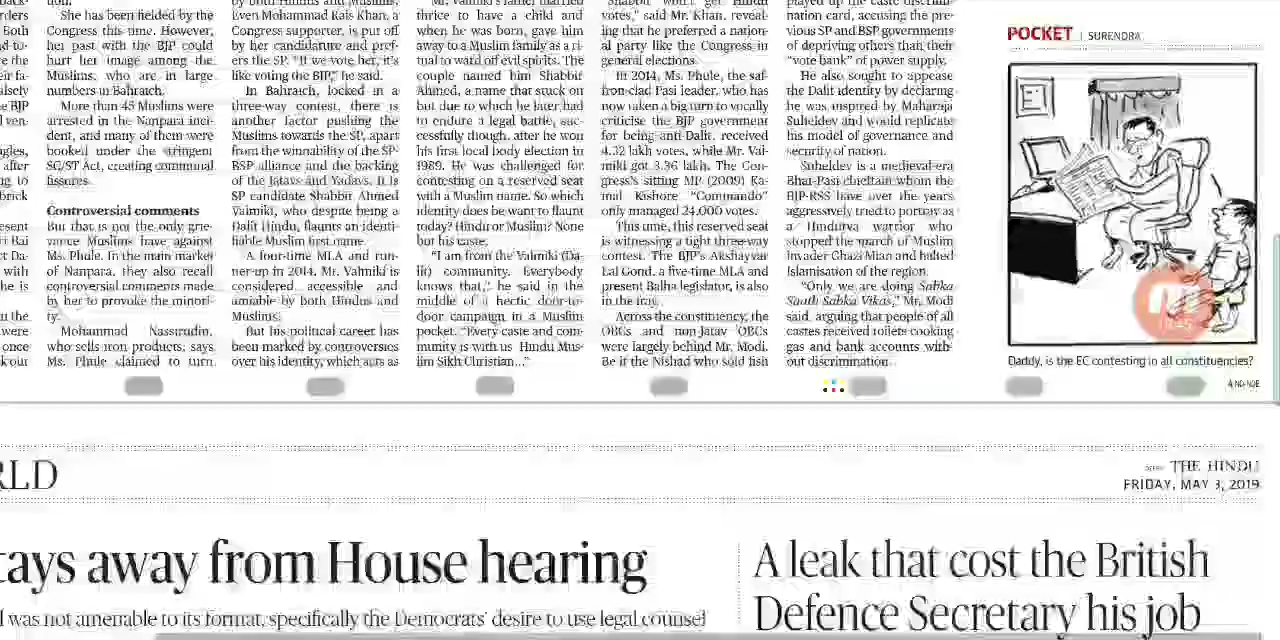 She has been fielded by the
Congress this time. However,
her past with the BJP could
hurt her image among the
Muslims, who are in large
numbers in Bahraich.
More than 45 Muslims were
arrested in the Nanpara inci-
dent, and many of them were
booked under the stringent
SC/ST Act, creating communal
fissures.
Controversial comments
But that is not the only grie-
vance Muslims have against
Ms. Phule. In the main market
of Nanpara, they also recall
controversial comments made
by her to provoke the minori-
ty.
Mohammad Nassirudin,
who sells iron products, says
Ms. Phule claimed to turn
Even Mohammad Rais Khan, a
Congress supporter, is put off
by her candidature and pref-
ers the SP. "If we vote her, it's
like voting the BJP," he said.
In Bahraich, locked in a
three-way contest, there is
another factor pushing the
Muslims towards the SP, apart
from the winnability of the SP-
BSP alliance and the backing
of the Jatavs and Yadavs. It is
SP candidate Shabbir Ahmed
Valmiki, who despite being a
Dalit Hindu, flaunts an identi-
fiable Muslim first name.
A four-time MLA and run-
ner-up in 2014, Mr. Valmiki is
considered accessible and
amiable by both Hindus and
Muslims.
But his political career has
been marked by controversies
over his identity, which acts as
thrice to have a child and
when he was born, gave him
away to a Muslim family as a ri-
tual to ward off evil spirits. The
couple named him Shabbir
Ahmed, a name that stuck on
but due to which he later had
to endure a legal battle, suc-
cessfully though, after he won
his first local body election in
1989. He was challenged for
contesting on a reserved seat
with a Muslim name. So which
identity does he want to flaunt
today? Hindu or Muslim? None
but his caste.
"I am from the Valmiki (Da-
lit) community. Everybody
knows that," he said in the
middle of a hectic door-to-
door campaign in a Muslim
pocket. "Every caste and com-
munity is with us Hindu Mus-
lim Sikh Christian..."
votes," said Mr. Khan, reveal-
ing that he preferred a nation-
al party like the Congress in
general elections.
In 2014, Ms. Phule, the saf-
fron-clad Pasi leader, who has
now taken a big turn to vocally
criticise the BJP government
for being anti-Dalit, received
4.32 lakh votes, while Mr. Val-
miki got 3.36 lakh. The Con-
gress's sitting MP (2009) Ka-
mal Kishore "Commando"
only managed 24,000 votes.
This time, this reserved seat
is witnessing a tight three-way
contest. The BJP's Akshayvar
Lal Gond, a five-time MLA and
present Balha legislator, is also
in the fray.
Across the constituency, the
OBCs and non-Jatav OBCs
were largely behind Mr. Modi.
Be it the Nishad who sold fish
played up the caste discrimi-
nation card, accusing the pre-
vious SP and BSP governments
of depriving others than their
"vote bank" of power supply.
He also sought to appease
the Dalit identity by declaring
he was inspired by Maharaja
Suheldev and would replicate
his model of governance and
security of nation.
Suheldev is a medieval-era
Bhar-Pasi chieftain whom the
BJP-RSS have over the years
aggressively tried to portray as
a Hindutva warrior who
stopped the march of Muslim
invader Ghazi Mian and halted
Islamisation of the region.
"Only we are doing Sabka
Saath Sabka Vikas," Mr. Modi
said, arguing that people of all
castes received toilets cooking
gas and bank accounts with-
out discrimination.
POCKET | SURENDRA
Daddy, is the EC contesting in all constituencies?
RLD
THE HINDU
FRIDAY, MAY 3, 2019
tays away from House hearing
l was not amenable to its format, specifically the Democrats' desire to use legal counsel
A leak that cost the British
Defence Secretary his job